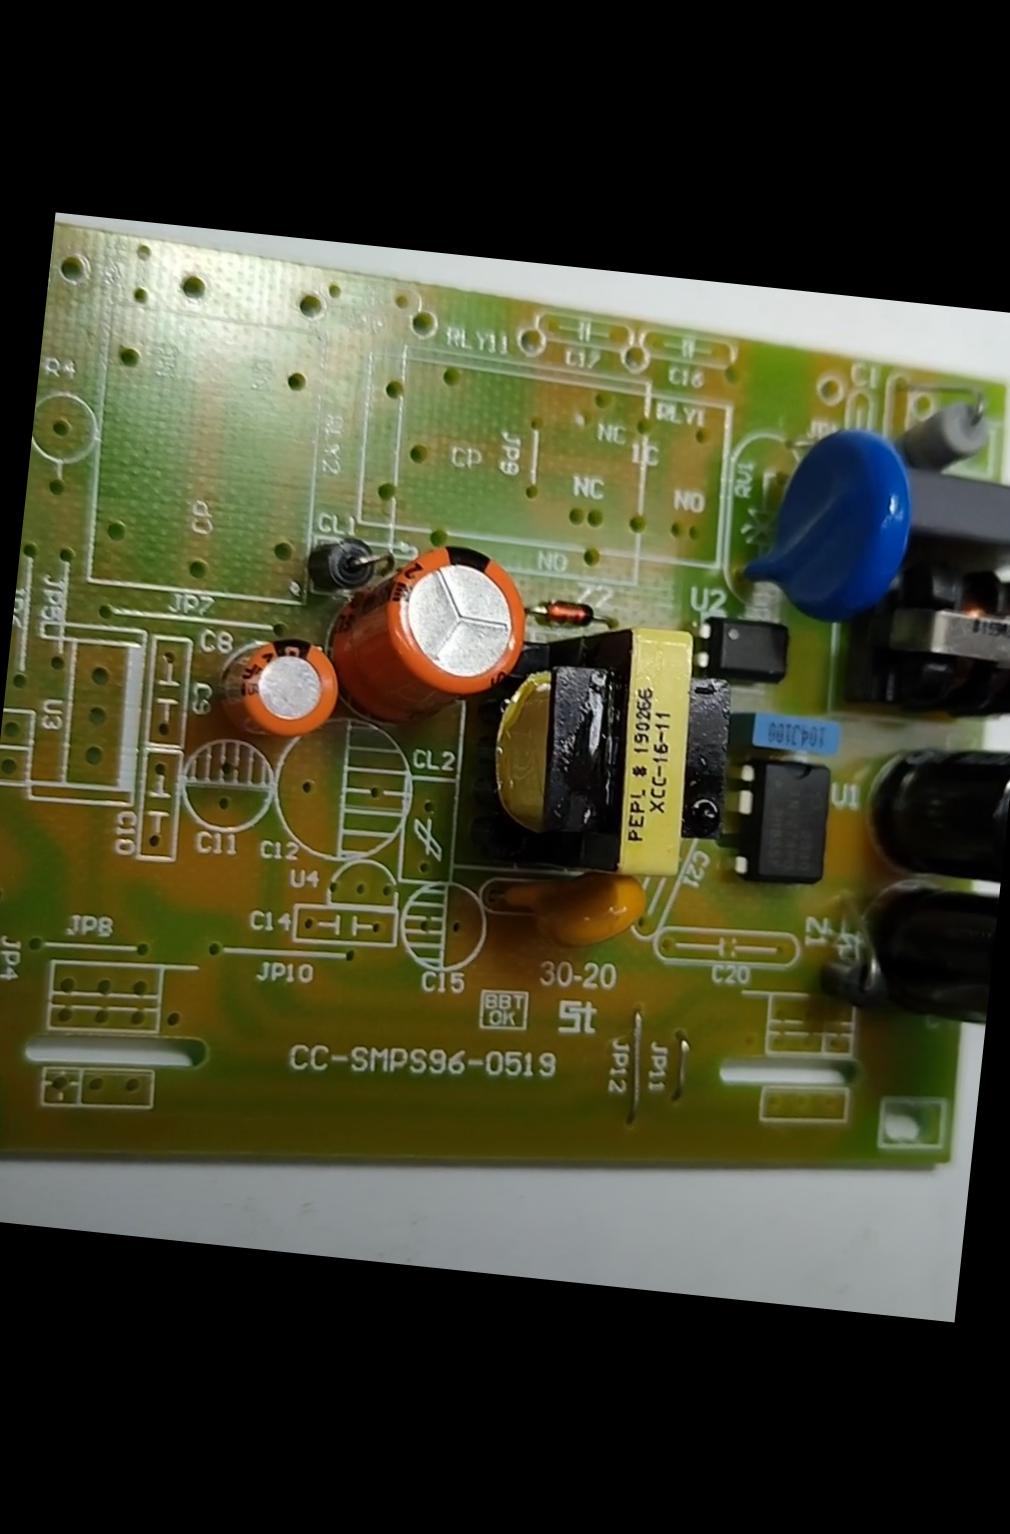 R4
RLY11
C17
C16
C1
RLY1
RLY2
CP
JP9
NC
NC
NO
RV1
CP
CL1
NO
JP7
Z2
U2
C8
C9
U3
CL2
PEPL # 190266
XCC-16-11
104J100
U1
C10
C11
C12
U4
C21
C14
Z1
JP8
JP4
JP10
C15
30-20
C20
BBT
OK
St
CC-SMPS96-0519
JP12
JP11